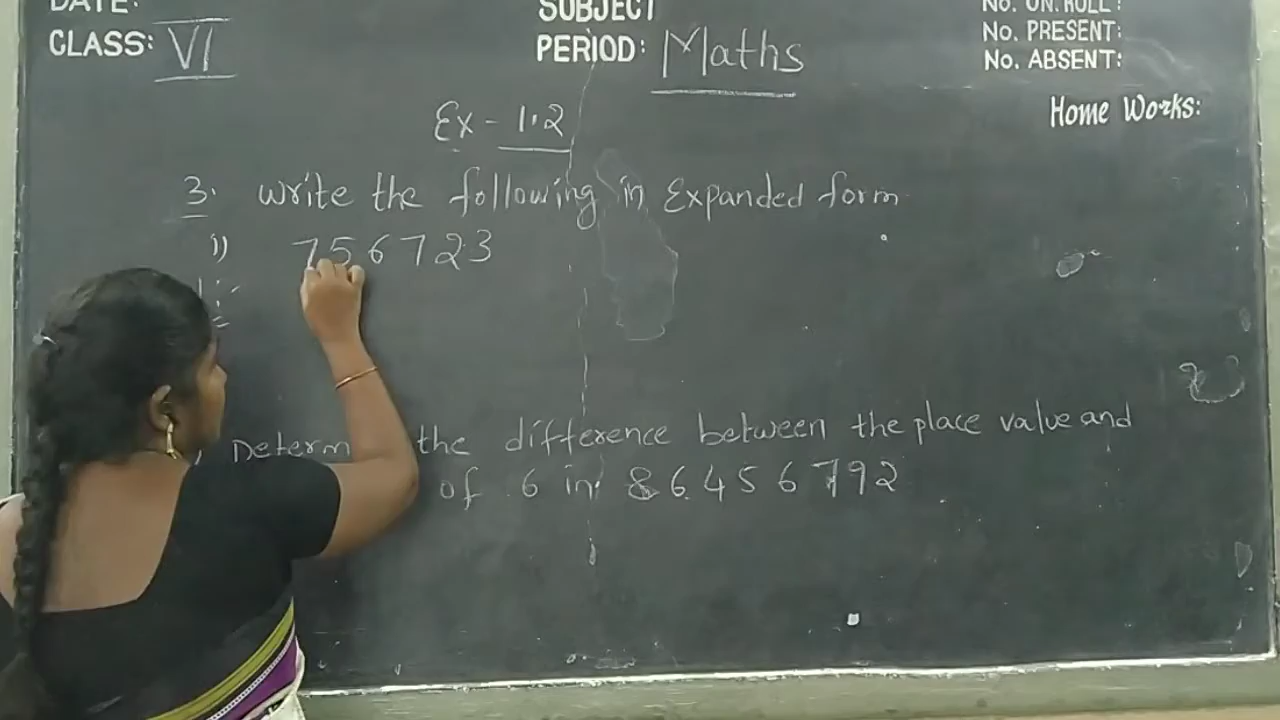 DATE:
CLASS: VI
SUBJECT
PERIOD: Maths
No. ON. ROLL:
No. PRESENT:
No. ABSENT:
Home Works:
Ex - 1.2
3. Write the following in Expanded form
i) 756723
Determ the difference between the place value and
of 6 in 86456792